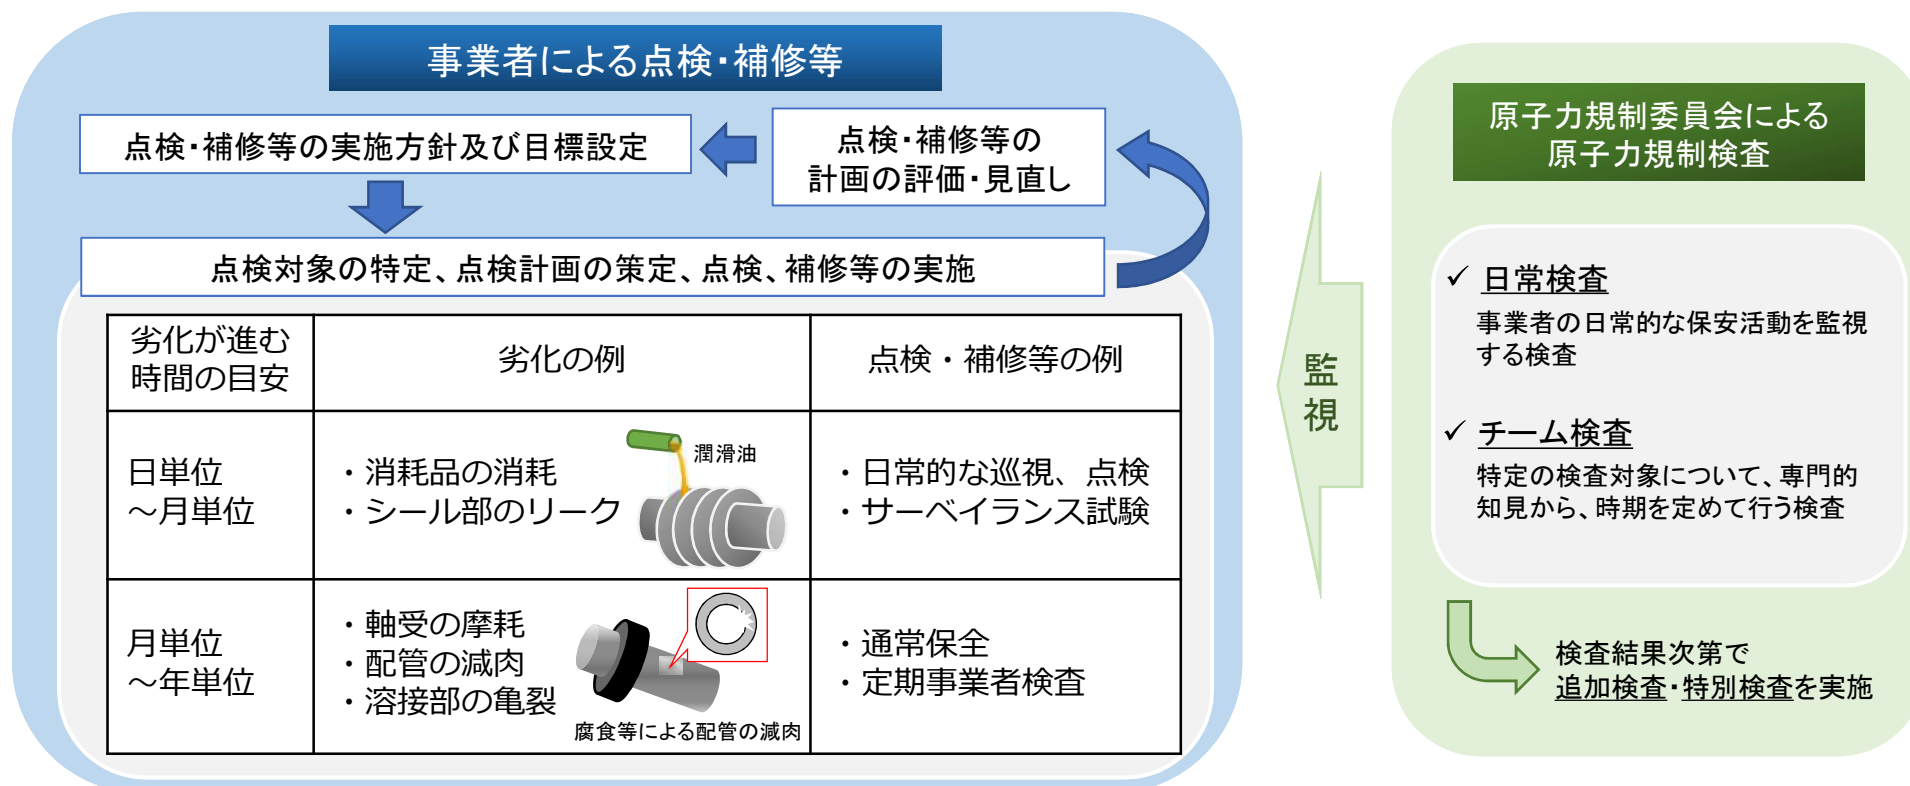 事業者による点検・補修等
点検・補修等の実施方針及び目標設定
点検・補修等の
計画の評価・見直し
点検対象の特定、点検計画の策定、点検、補修等の実施
劣化が進む
時間の目安
劣化の例
点検・補修等の例
日単位
～月単位
・消耗品の消耗
・シール部のリーク
潤滑油
・日常的な巡視、点検
・サーベイランス試験
月単位
～年単位
・軸受の摩耗
・配管の減肉
・溶接部の亀裂
腐食等による配管の減肉
・通常保全
・定期事業者検査
監
視
原子力規制委員会による
原子力規制検査
✓ 日常検査
事業者の日常的な保安活動を監視
する検査
✓ チーム検査
特定の検査対象について、専門的
知見から、時期を定めて行う検査
検査結果次第で
追加検査・特別検査を実施